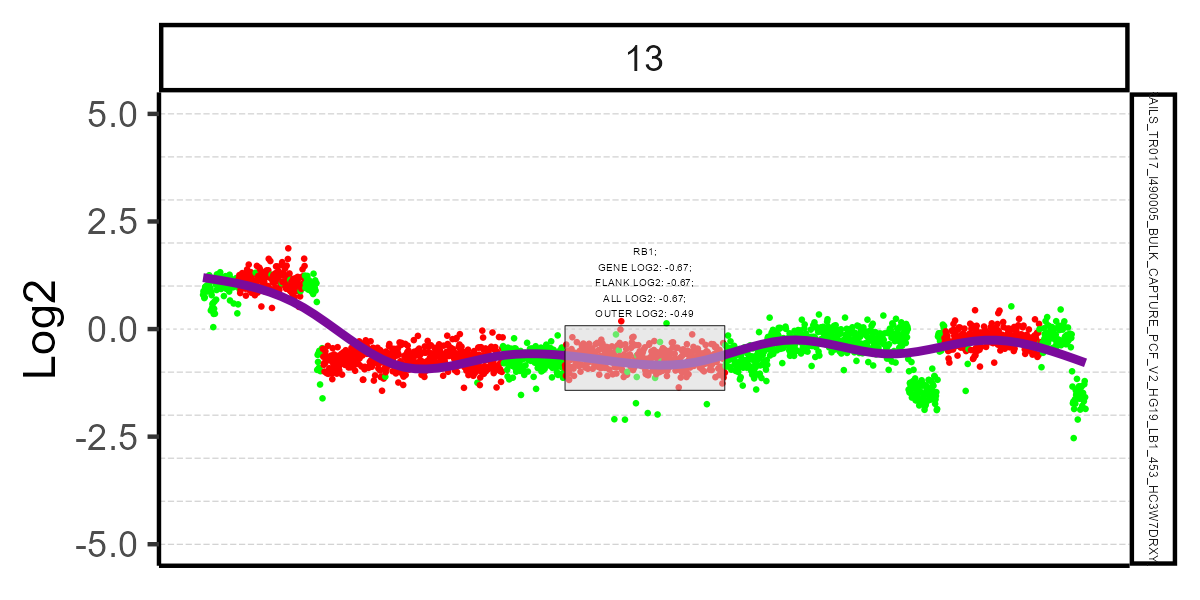 13
5.0
2.5
0.0
-2.5
-5.0
Log2
RB1;
GENE LOG2: -0.67;
FLANK LOG2: -0.67;
ALL LOG2: -0.67;
OUTER LOG2: -0.49
AILS_TR017_I490005_BULK_CAPTURE_PCF_V2_HG19_LB1_453_HC3W7DRXY